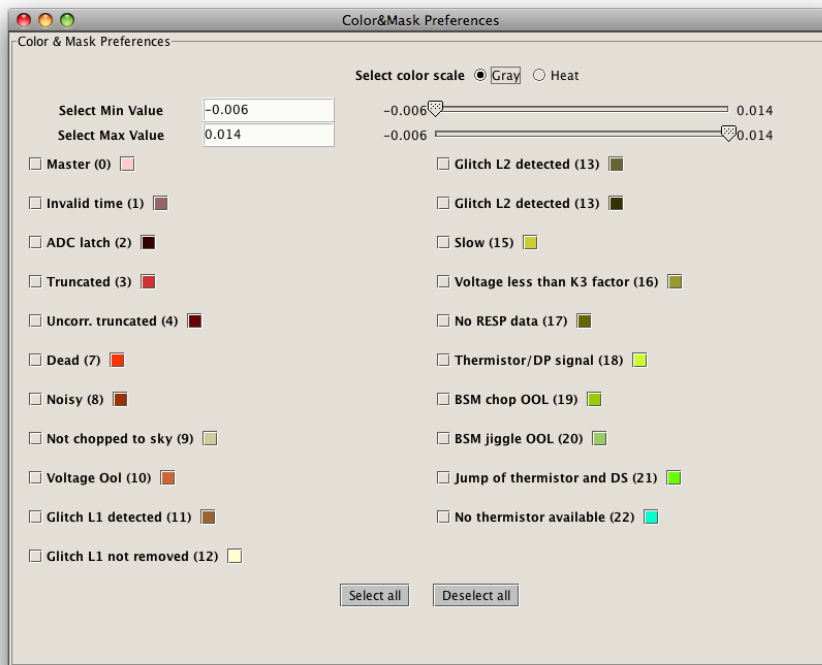 Color&Mask Preferences
Color & Mask Preferences
Select color scale Gray Heat
Select Min Value -0.006 -0.006 0.014
Select Max Value 0.014 -0.006 0.014
Master (0) Glitch L2 detected (13)
Invalid time (1) Glitch L2 detected (13)
ADC latch (2) Slow (15)
Truncated (3) Voltage less than K3 factor (16)
Uncorr. truncated (4) No RESP data (17)
Dead (7) Thermistor/DP signal (18)
Noisy (8) BSM chop OOL (19)
Not chopped to sky (9) BSM jiggle OOL (20)
Voltage Ool (10) Jump of thermistor and DS (21)
Glitch L1 detected (11) No thermistor available (22)
Glitch L1 not removed (12)
Select all Deselect all